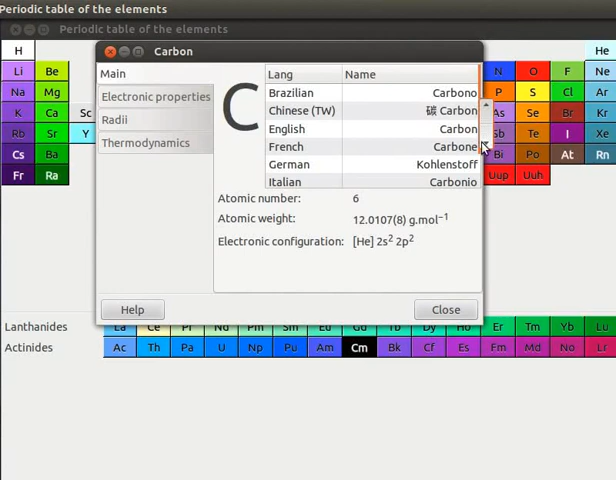 Periodic table of the elements
Periodic table of the elements
H He
Carbon
Li Be N O F Ne
Main
Lang Name
Na Mg P S Cl Ar
Electronic properties
C
Brazilian Carbono
Chinese (TW) 碳 Carbon
K Ca Sc As Se Br Kr
Radii
English Carbon
Rb Sr Y Sb Te I Xe
Thermodynamics
French Carbone
Cs Ba Bi Po At Rn
German Kohlenstoff
Fr Ra Uup Uuh
Italian Carbonio
Atomic number: 6
Atomic weight: 12.0107(8) g.mol⁻¹
Electronic configuration: [He] 2s² 2p²
Help Close
Lanthanides La Ce Pr Nd Pm Sm Eu Gd Tb Dy Ho Er Tm Yb Lu
Actinides Ac Th Pa U Np Pu Am Cm Bk Cf Es Fm Md No Lr